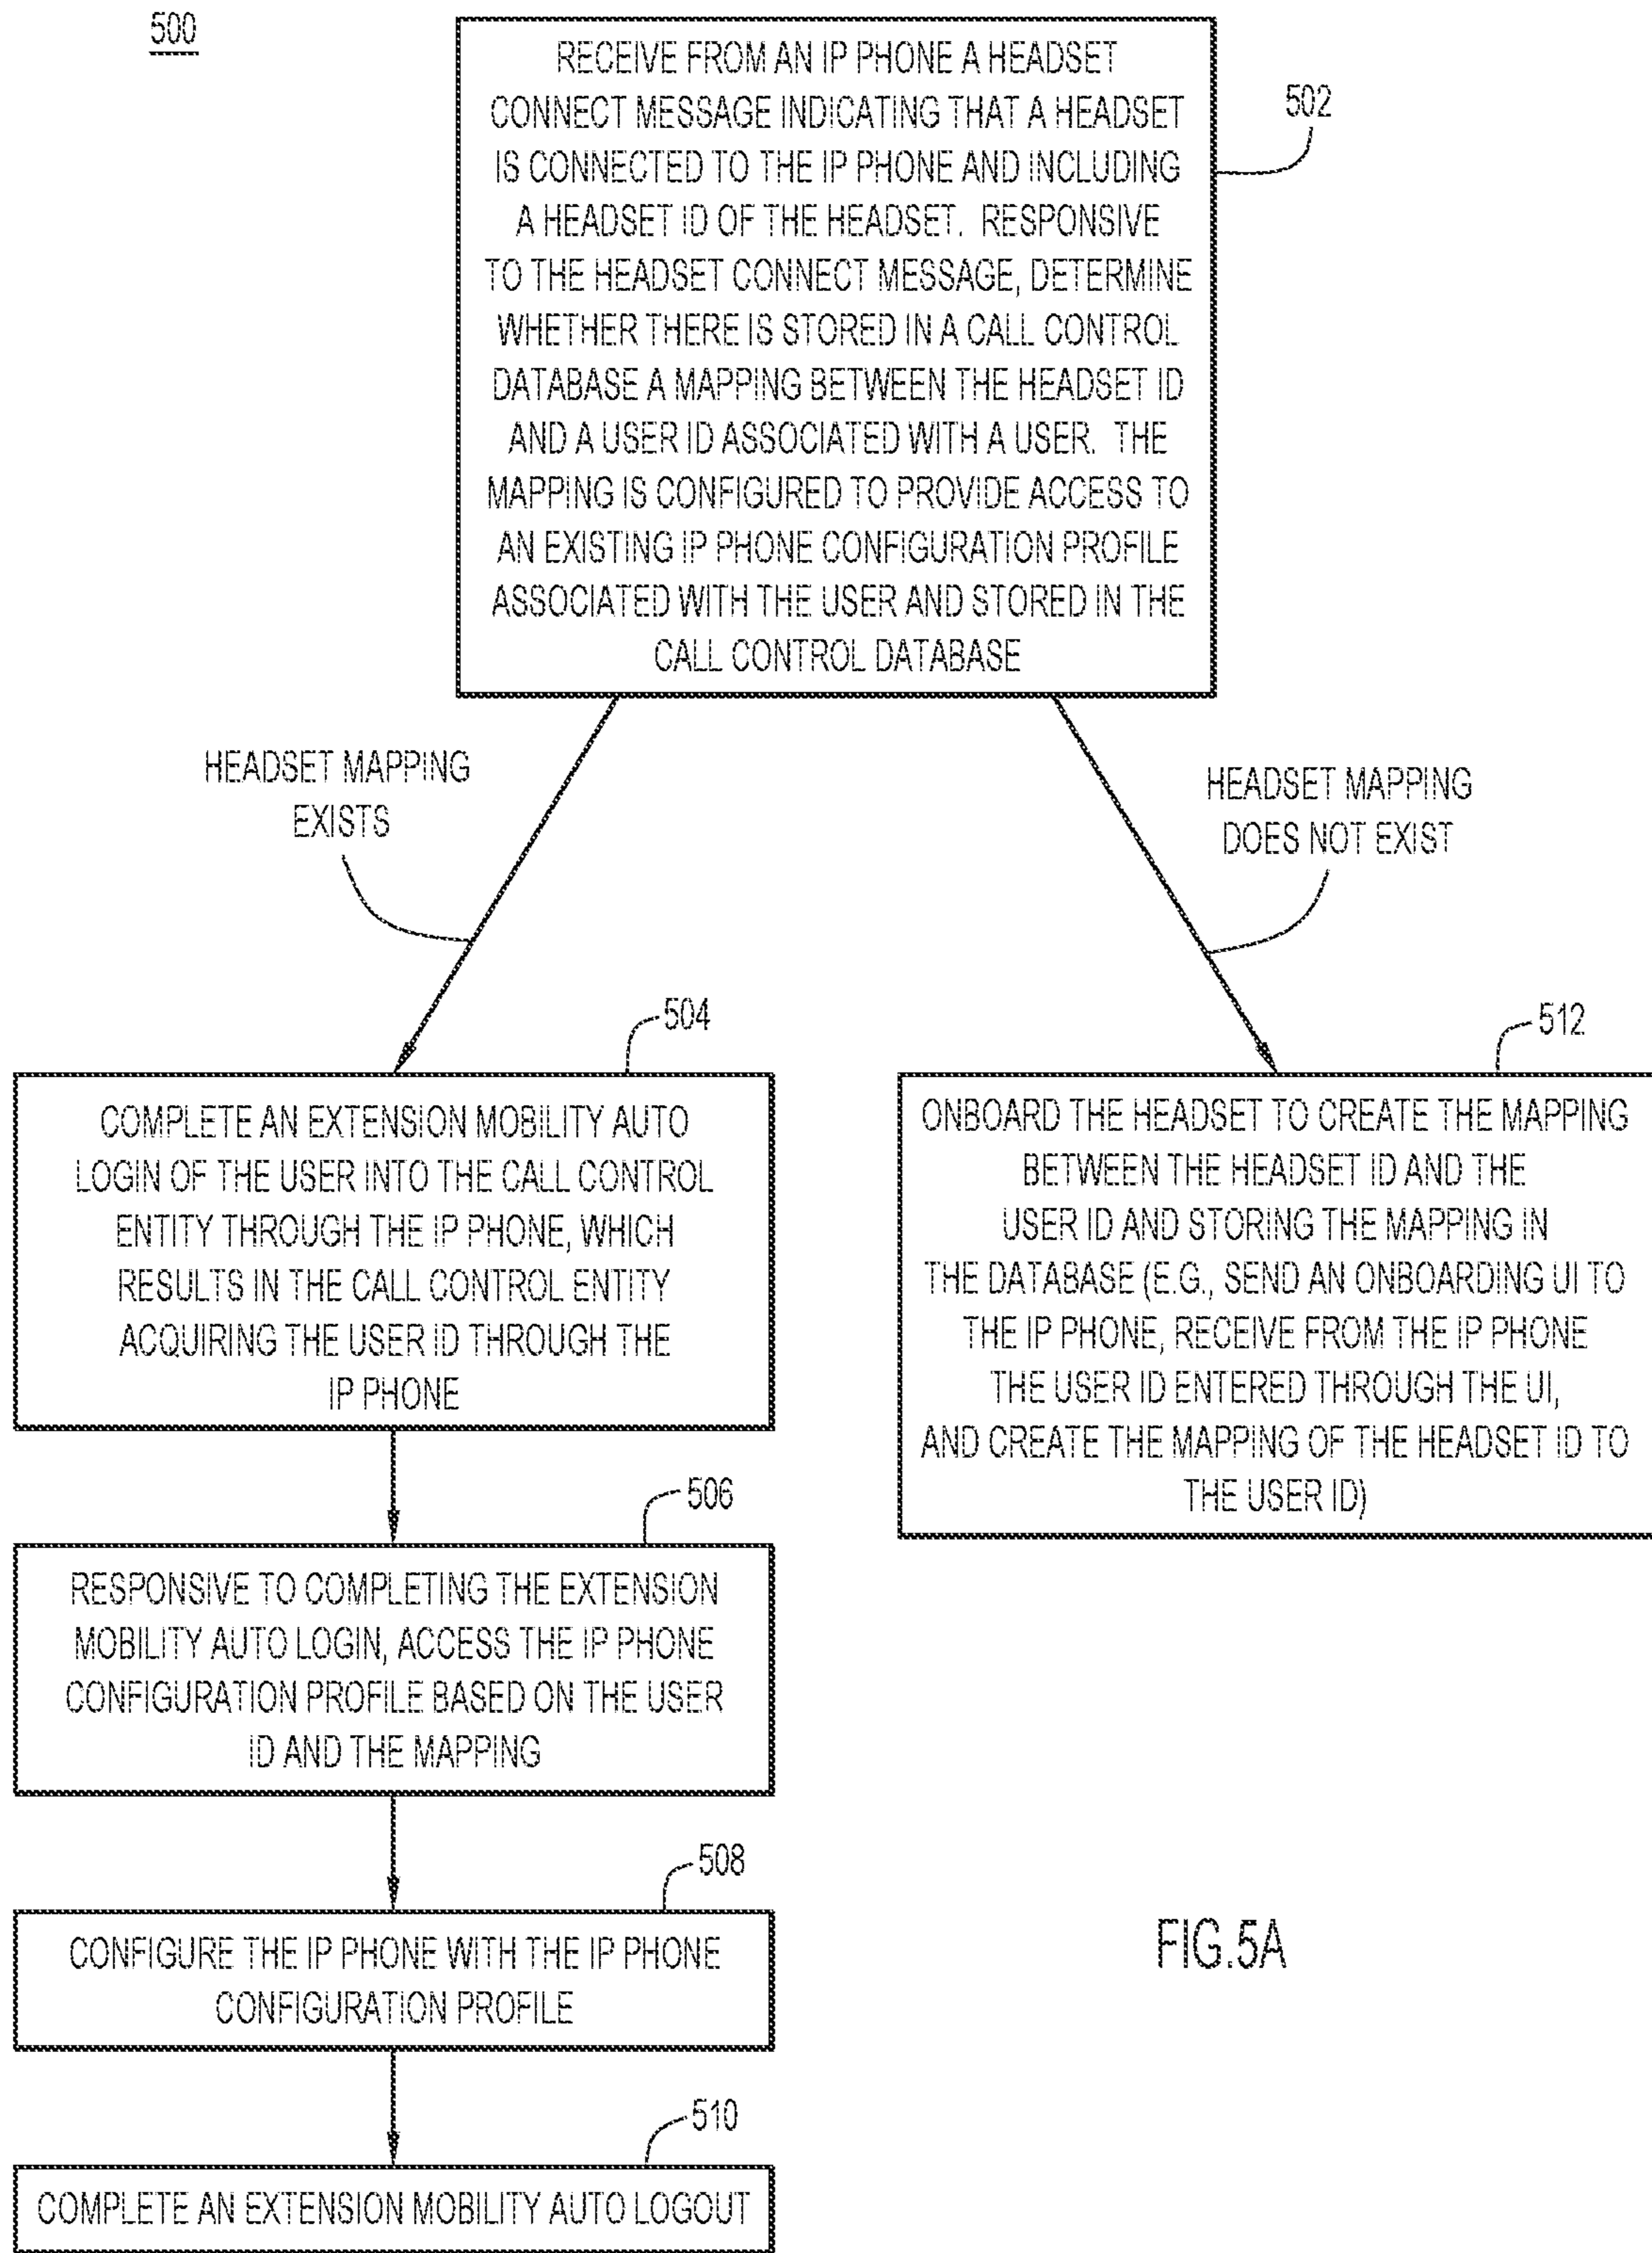 500
RECEIVE FROM AN IP PHONE A HEADSET
CONNECT MESSAGE INDICATING THAT A HEADSET
IS CONNECTED TO THE IP PHONE AND INCLUDING
A HEADSET ID OF THE HEADSET. RESPONSIVE
TO THE HEADSET CONNECT MESSAGE, DETERMINE
WHETHER THERE IS STORED IN A CALL CONTROL
DATABASE A MAPPING BETWEEN THE HEADSET ID
AND A USER ID ASSOCIATED WITH A USER. THE
MAPPING IS CONFIGURED TO PROVIDE ACCESS TO
AN EXISTING IP PHONE CONFIGURATION PROFILE
ASSOCIATED WITH THE USER AND STORED IN THE
CALL CONTROL DATABASE
502
HEADSET MAPPING
EXISTS
HEADSET MAPPING
DOES NOT EXIST
504
COMPLETE AN EXTENSION MOBILITY AUTO
LOGIN OF THE USER INTO THE CALL CONTROL
ENTITY THROUGH THE IP PHONE, WHICH
RESULTS IN THE CALL CONTROL ENTITY
ACQUIRING THE USER ID THROUGH THE
IP PHONE
512
ONBOARD THE HEADSET TO CREATE THE MAPPING
BETWEEN THE HEADSET ID AND THE
USER ID AND STORING THE MAPPING IN
THE DATABASE (E.G., SEND AN ONBOARDING UI TO
THE IP PHONE, RECEIVE FROM THE IP PHONE
THE USER ID ENTERED THROUGH THE UI,
AND CREATE THE MAPPING OF THE HEADSET ID TO
THE USER ID)
506
RESPONSIVE TO COMPLETING THE EXTENSION
MOBILITY AUTO LOGIN, ACCESS THE IP PHONE
CONFIGURATION PROFILE BASED ON THE USER
ID AND THE MAPPING
508
CONFIGURE THE IP PHONE WITH THE IP PHONE
CONFIGURATION PROFILE
510
COMPLETE AN EXTENSION MOBILITY AUTO LOGOUT
FIG.5A